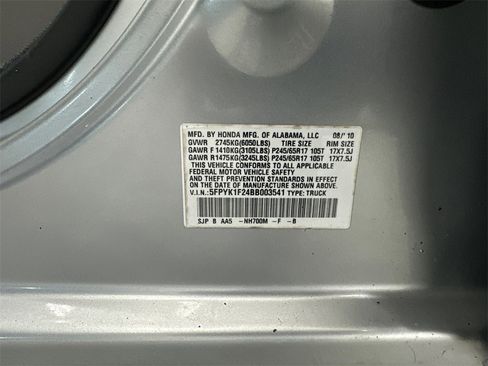 MFD. BY HONDA MFG. OF ALABAMA, LLC 08/'10
GVWR 2745KG(6050LBS) TIRE SIZE RIM SIZE
GAWR F 1410KG(3105LBS) P245/65R17 105T 17X7.5J
GAWR R 1475KG(3245LBS) P245/65R17 105T 17X7.5J
THIS VEHICLE CONFORMS TO ALL APPLICABLE
FEDERAL MOTOR VEHICLE SAFETY
STANDARDS IN EFFECT ON THE
DATE OF MANUFACTURE SHOWN ABOVE.
V.I.N.:5FPYK1F24BB003541 TYPE: TRUCK
SJP B AA5 -NH700M -F -B